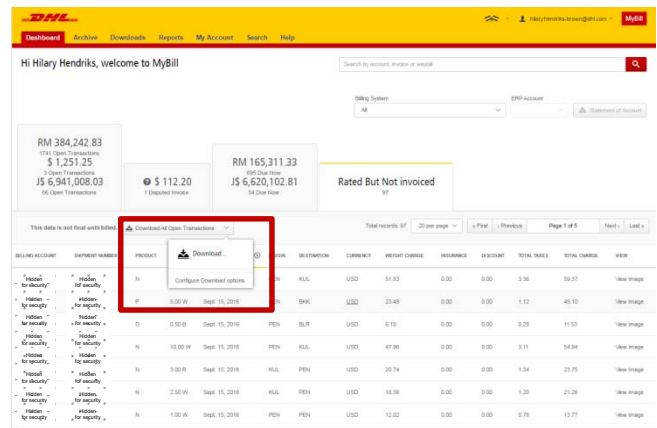 DHL
hilary.hendriks-brown@dhl.com MyBill
Dashboard Archive Downloads Reports My Account Search Help
Hi Hilary Hendriks, welcome to MyBill
Search by account, invoice or waybill
Billing System ERP Account
All Statement of Account
RM 384,242.83
1741 Open Transactions
$ 1,251.25
3 Open Transactions
J$ 6,941,008.03
66 Open Transactions
$ 112.20
1 Disputed Invoice
RM 165,311.33
695 Due Now
J$ 6,620,102.81
54 Due Now
Rated But Not invoiced
97
This data is not final until billed. Download All Open Transactions Total records: 97 20 per page « First ‹ Previous Page 1 of 5 Next › Last »
Download...
Configure Download options
BILLING ACCOUNT SHIPMENT NUMBER PRODUCT DESTINATION CURRENCY WEIGHT CHARGE INSURANCE DISCOUNT TOTAL TAXES TOTAL CHARGE VIEW
"Hidden for security" "Hidden for security" N KUL USD 51.83 0.00 0.00 3.36 59.37 View Image
Hidden for security Hidden for security P 5.00 W Sept. 15, 2016 BKK USD 23.48 0.00 0.00 1.12 40.10 View Image
Hidden for security Hidden for security D 0.50 B Sept. 15, 2016 PEN BLR USD 6.10 0.00 0.00 0.28 11.53 View Image
Hidden for security Hidden for security N 10.00 W Sept. 15, 2016 PEN KUL USD 47.96 0.00 0.00 3.11 54.94 View Image
"Hidden for security" Hidden for security N 3.00 B Sept. 15, 2016 KUL PEN USD 20.74 0.00 0.00 1.34 23.75 View Image
Hidden for security Hidden for security N 2.50 W Sept. 15, 2016 KUL PEN USD 18.58 0.00 0.00 1.20 21.26 View Image
Hidden for security Hidden for security N 1.00 W Sept. 15, 2016 PEN PEN USD 12.02 0.00 0.00 0.78 13.77 View Image